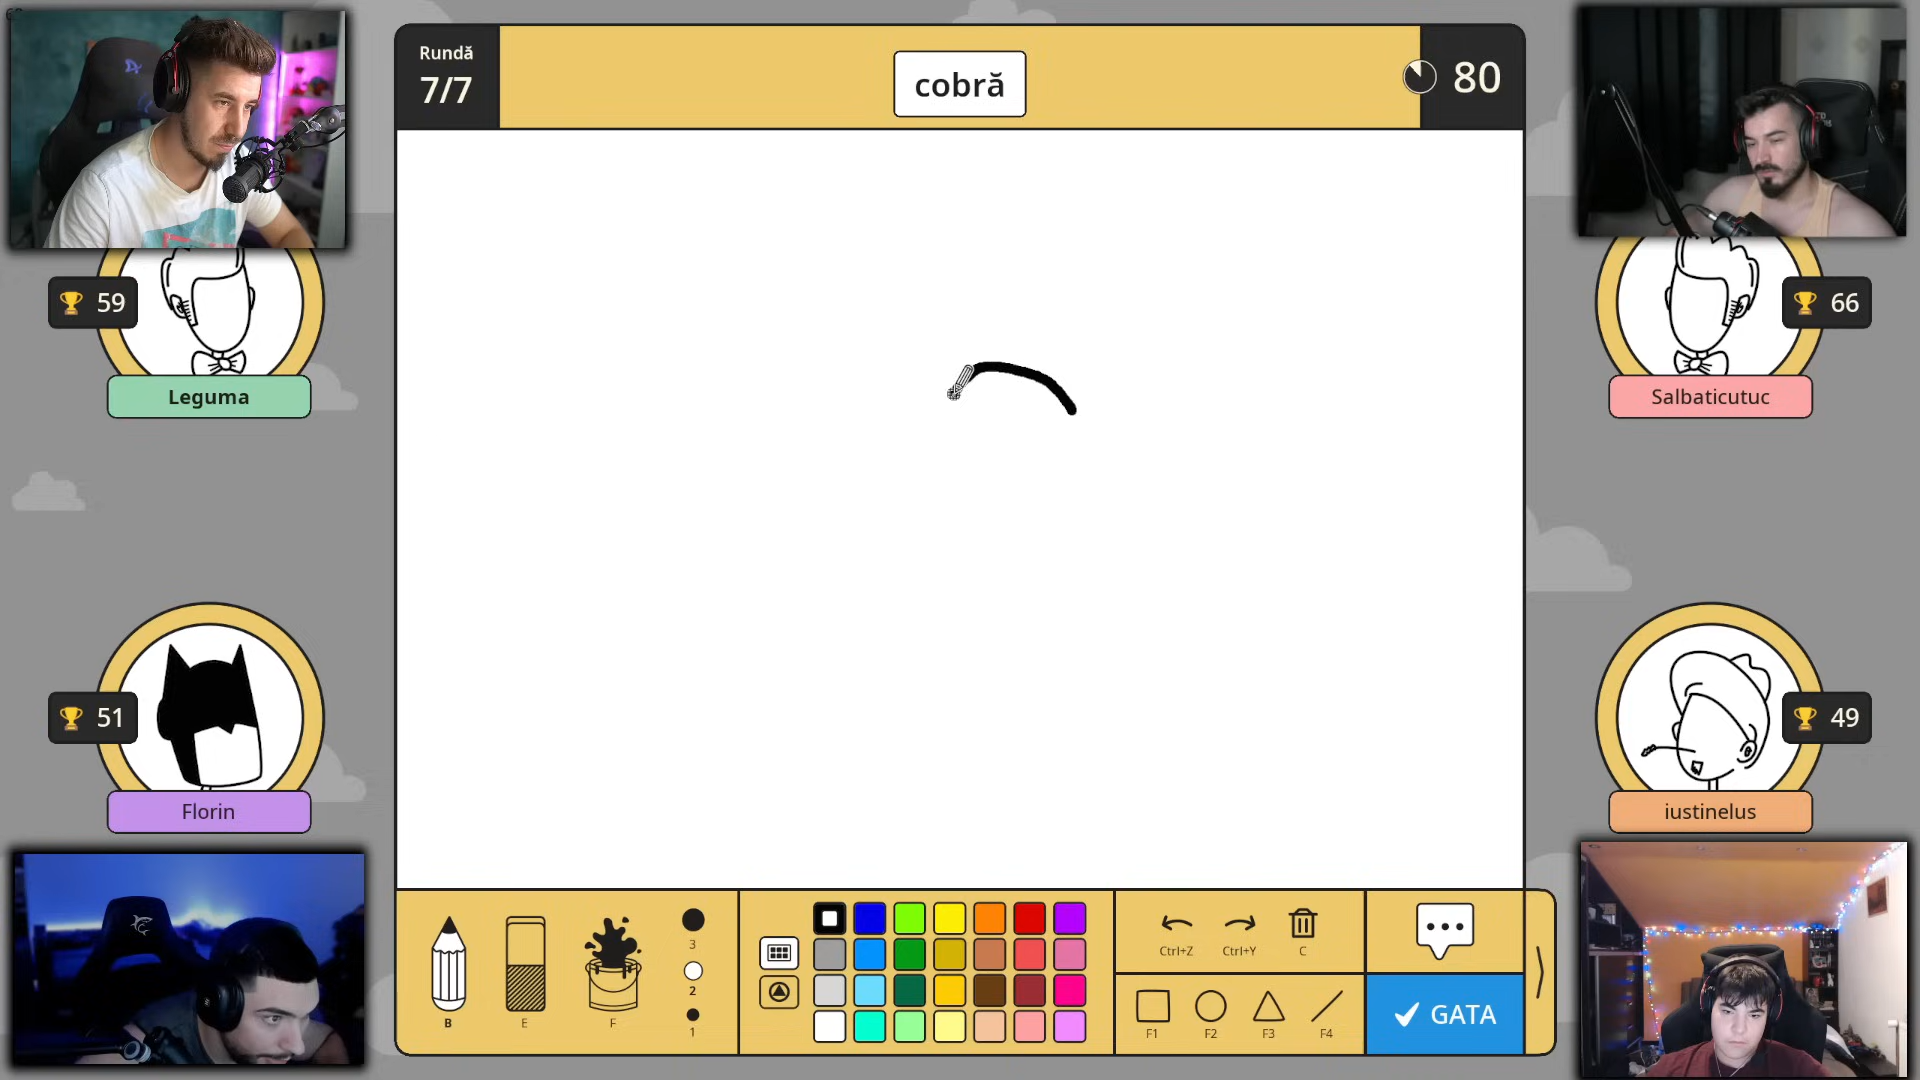 Rundă
7/7
cobră
80
59
Leguma
66
Salbaticutuc
51
Florin
49
iustinelus
B
E
F
3
2
1
Ctrl+Z
Ctrl+Y
C
F1
F2
F3
F4
GATA